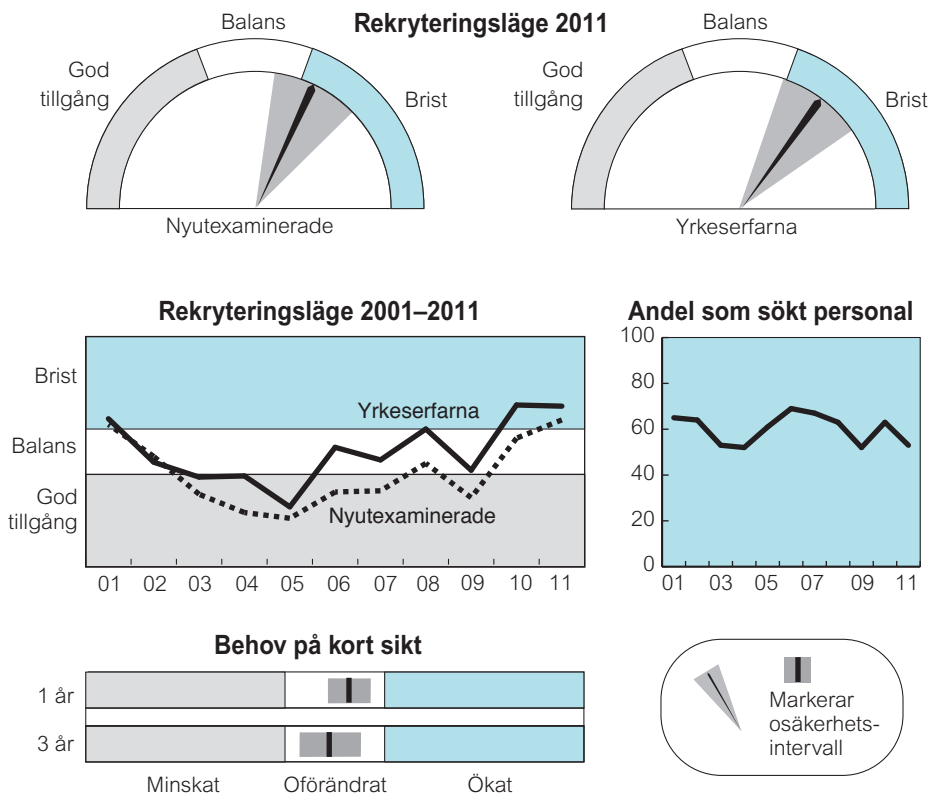 Rekryteringsläge 2011
Balans
God
tillgång
Brist
Nyutexaminerade
Balans
God
tillgång
Brist
Yrkeserfarna
Rekryteringsläge 2001–2011
Brist
Balans
God
tillgång
Yrkeserfarna
Nyutexaminerade
01 02 03 04 05 06 07 08 09 10 11
Andel som sökt personal
100
80
60
40
20
0
01 03 05 07 09 11
Behov på kort sikt
1 år
3 år
Minskat Oförändrat Ökat
Markerar
osäkerhets-
intervall